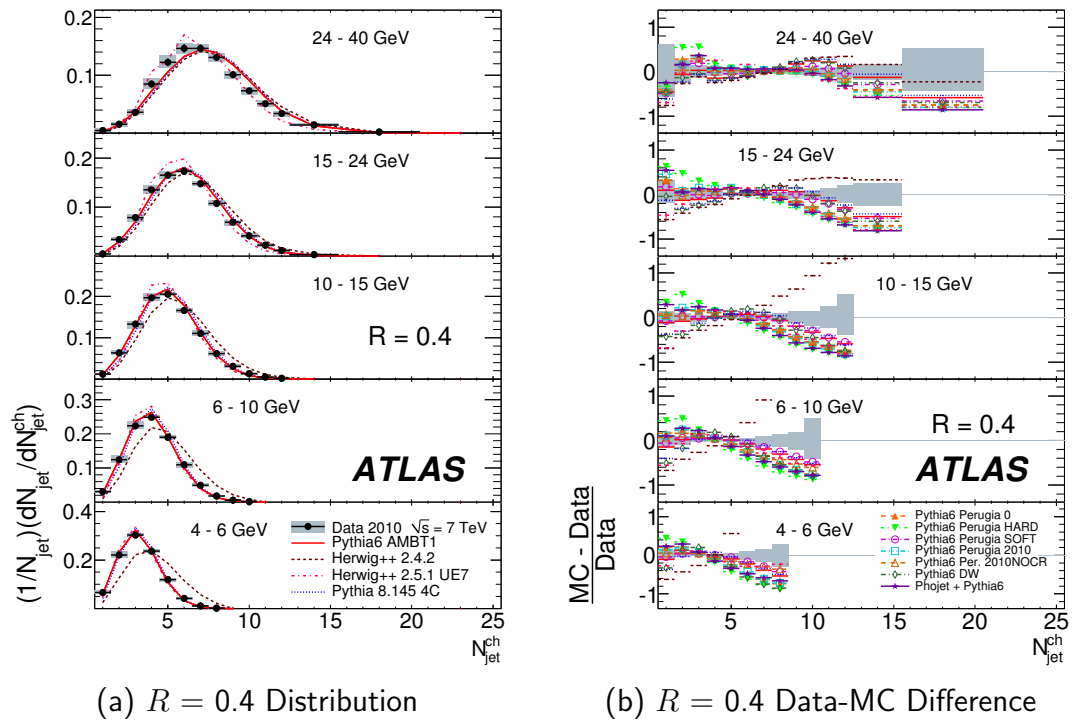 24 - 40 GeV
0.2
0.1
15 - 24 GeV
0.2
0.1
10 - 15 GeV
0.2
0.1
R = 0.4
6 - 10 GeV
0.3
0.2
0.1
ATLAS
4 - 6 GeV
0.4
0.2
Data 2010 √s = 7 TeV
Pythia6 AMBT1
Herwig++ 2.4.2
Herwig++ 2.5.1 UE7
Pythia 8.145 4C
(1/N_jet)(dN_jet/dN^ch_jet)
0 5 10 15 20 25
N^ch_jet
(a) R = 0.4 Distribution
24 - 40 GeV
1
0
-1
15 - 24 GeV
1
0
-1
10 - 15 GeV
1
0
-1
6 - 10 GeV
1
0
-1
R = 0.4
ATLAS
4 - 6 GeV
1
0
-1
Pythia6 Perugia 0
Pythia6 Perugia HARD
Pythia6 Perugia SOFT
Pythia6 Perugia 2010
Pythia6 Per. 2010NOCR
Pythia6 DW
Phojet + Pythia6
MC - Data
Data
0 5 10 15 20 25
N^ch_jet
(b) R = 0.4 Data-MC Difference